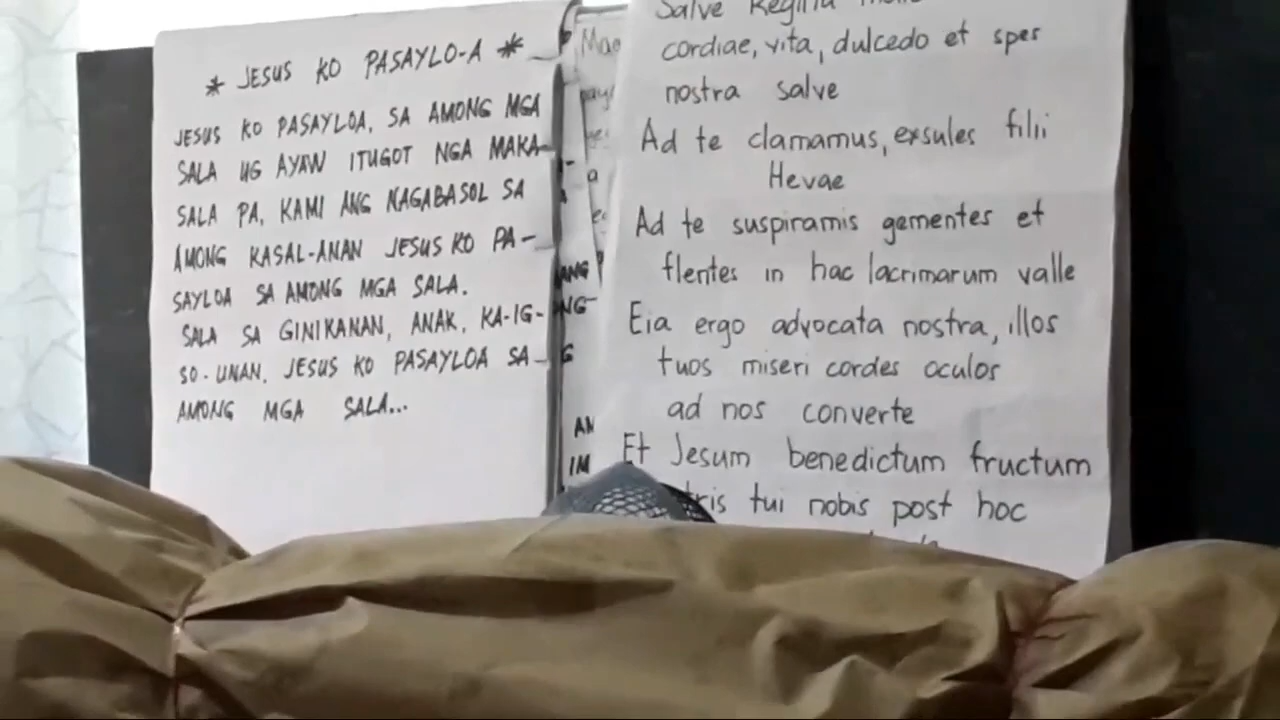 * JESUS KO PASAYLO-A *
JESUS KO PASAYLOA, SA AMONG MGA
SALA UG AYAW ITUGOT NGA MAKA-
SALA PA, KAMI ANG NAGABASOL SA
AMONG KASAL-ANAN JESUS KO PA-
SAYLOA SA AMONG MGA SALA.
SALA SA GINIKANAN, ANAK, KA-IG-
SO-UNAN, JESUS KO PASAYLOA SA
AMONG MGA SALA...
Salve Regina
cordiae, vita, dulcedo et spes
nostra salve
Ad te clamamus, exsules filii
Hevae
Ad te suspiramis gementes et
flentes in hac lacrimarum valle
Eia ergo advocata nostra, illos
tuos miseri cordes oculos
ad nos converte
Et Jesum benedictum fructum
tris tui nobis post hoc